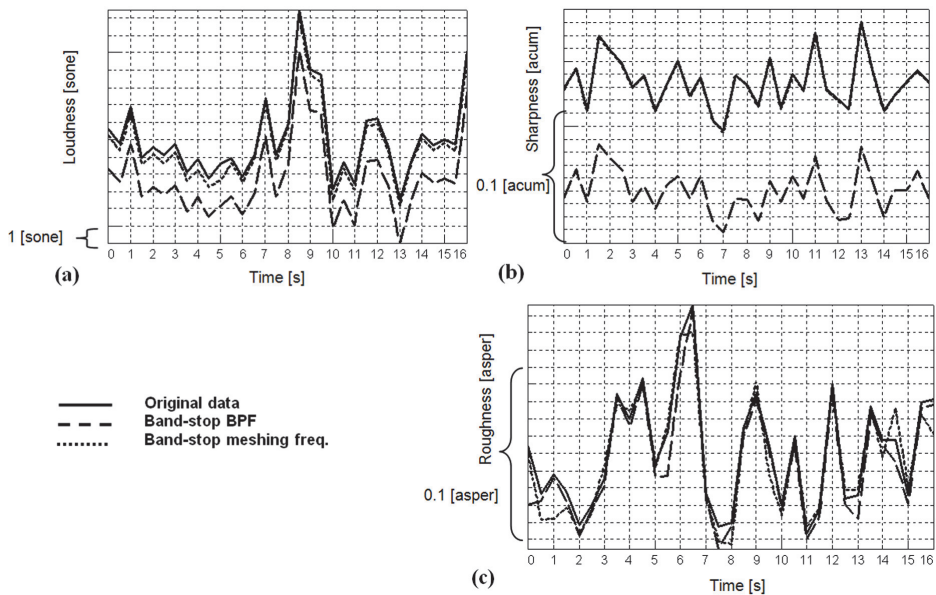 Loudness [sone]
1 [sone]
0 1 2 3 4 5 6 7 8 9 10 11 12 13 14 15 16
Time [s]
(a)
Sharpness [acum]
0.1 [acum]
0 1 2 3 4 5 6 7 8 9 10 11 12 13 14 15 16
Time [s]
(b)
Original data
Band-stop BPF
Band-stop meshing freq.
Roughness [asper]
0.1 [asper]
0 1 2 3 4 5 6 7 8 9 10 11 12 13 14 15 16
Time [s]
(c)